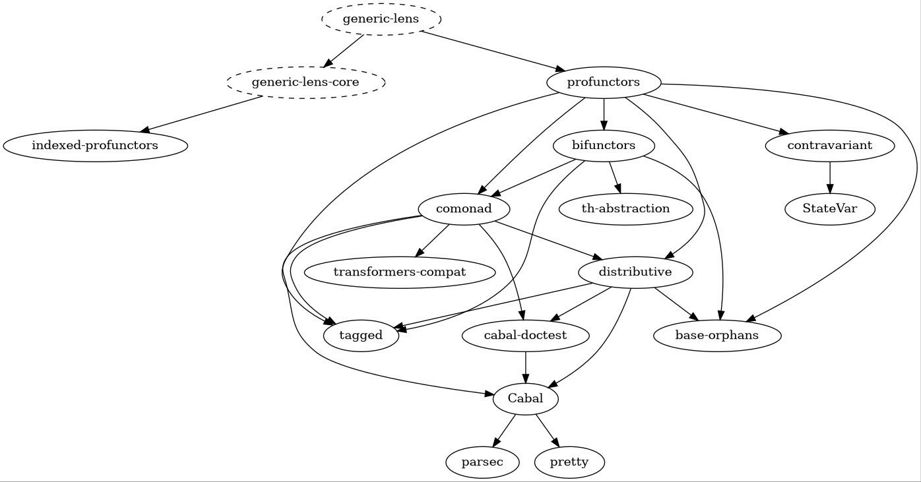 generic-lens
generic-lens-core
profunctors
indexed-profunctors
bifunctors
contravariant
comonad
th-abstraction
StateVar
transformers-compat
distributive
tagged
cabal-doctest
base-orphans
Cabal
parsec
pretty